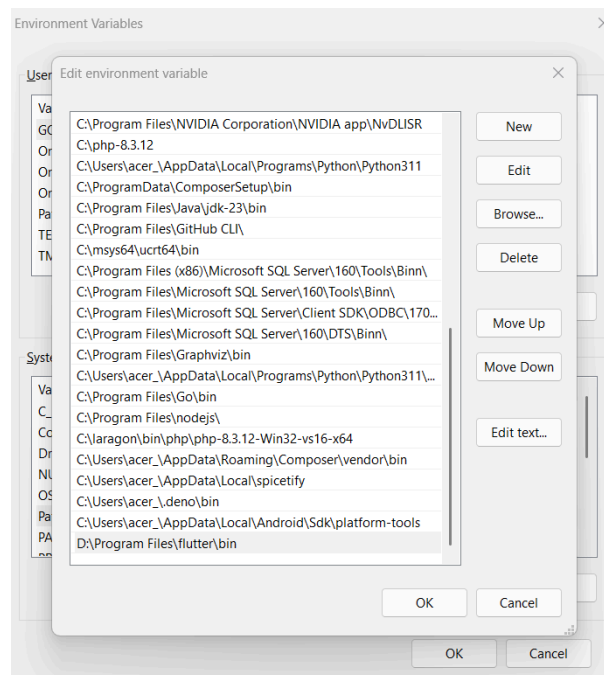 Environment Variables
User
Edit environment variable
Va
GO
Or
Or
Or
Pa
TE
TM
C:\Program Files\NVIDIA Corporation\NVIDIA app\NvDLISR
C:\php-8.3.12
C:\Users\acer_\AppData\Local\Programs\Python\Python311
C:\ProgramData\ComposerSetup\bin
C:\Program Files\Java\jdk-23\bin
C:\Program Files\GitHub CLI\
C:\msys64\ucrt64\bin
C:\Program Files (x86)\Microsoft SQL Server\160\Tools\Binn\
C:\Program Files\Microsoft SQL Server\160\Tools\Binn\
C:\Program Files\Microsoft SQL Server\Client SDK\ODBC\170...
C:\Program Files\Microsoft SQL Server\160\DTS\Binn\
C:\Program Files\Graphviz\bin
C:\Users\acer_\AppData\Local\Programs\Python\Python311\...
C:\Program Files\Go\bin
C:\Program Files\nodejs\
C:\laragon\bin\php\php-8.3.12-Win32-vs16-x64
C:\Users\acer_\AppData\Roaming\Composer\vendor\bin
C:\Users\acer_\AppData\Local\spicetify
C:\Users\acer_\.deno\bin
C:\Users\acer_\AppData\Local\Android\Sdk\platform-tools
D:\Program Files\flutter\bin
New
Edit
Browse...
Delete
Move Up
Move Down
Edit text...
Syste
Va
C_
Co
Dr
NU
OS
Pa
PA
OK
Cancel
OK
Cancel